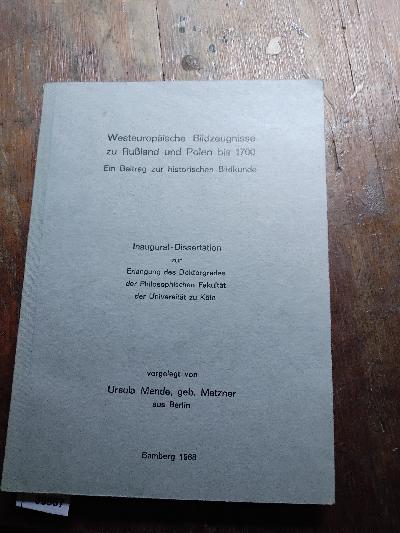 Westeuropäische Bildzeugnisse
zu Rußland und Polen bis 1700
Ein Beitrag zur historischen Bildkunde
Inaugural-Dissertation
zur
Erlangung des Doktorgrades
der Philosophischen Fakultät
der Universität zu Köln
vorgelegt von
Ursula Mende, geb. Metzner
aus Berlin
Bamberg 1968